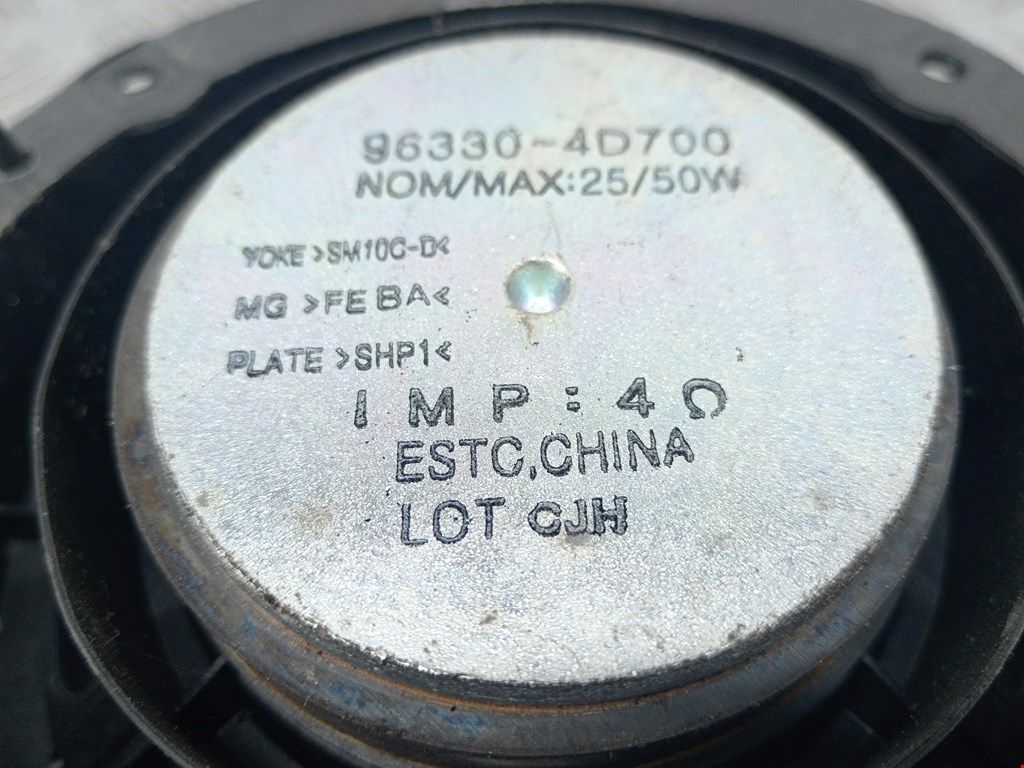 96330-4D700
NOM/MAX:25/50W
YOKE >SM10C-D<
MG >FE BA<
PLATE >SHP1<
IMP:4Ω
ESTC,CHINA
LOT CJH